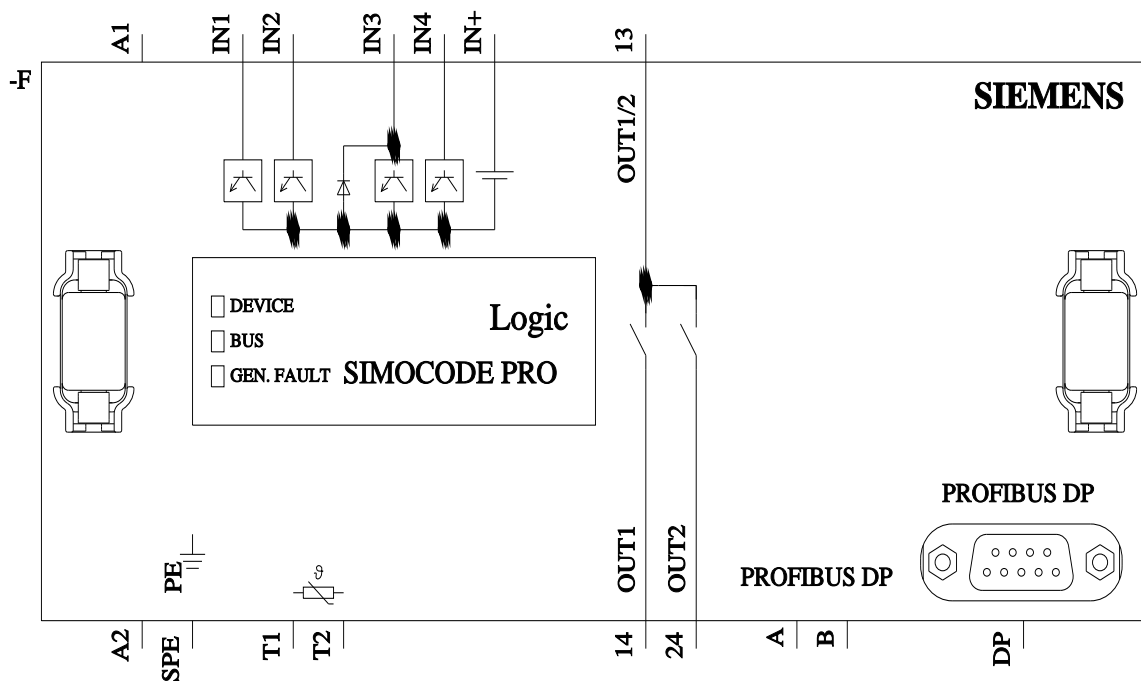 A1
IN1
IN2
IN3
IN4
IN+
13
-F
SIEMENS
OUT1/2
DEVICE
BUS
GEN. FAULT
Logic
SIMOCODE PRO
PROFIBUS DP
PE
ϑ
OUT1
OUT2
PROFIBUS DP
A2
SPE
T1
T2
14
24
A
B
DP